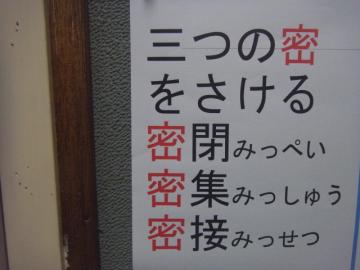 三つの密
をさける
密閉みっぺい
密集みっしゅう
密接みっせつ